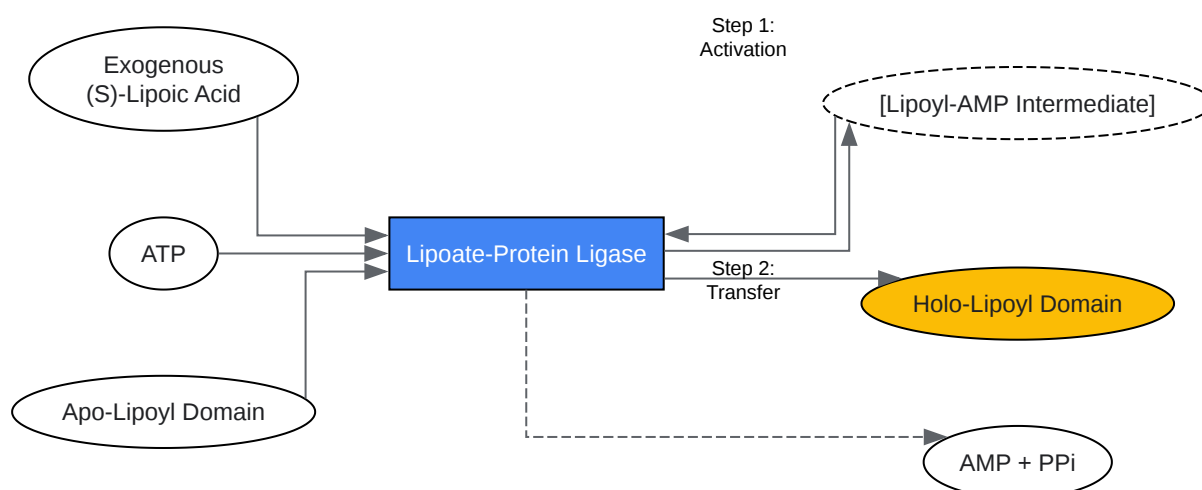 Step 1:
Activation
Exogenous
(S)-Lipoic Acid
[Lipoyl-AMP Intermediate]
ATP
Lipoate-Protein Ligase
Step 2:
Transfer
Holo-Lipoyl Domain
Apo-Lipoyl Domain
AMP + PPi